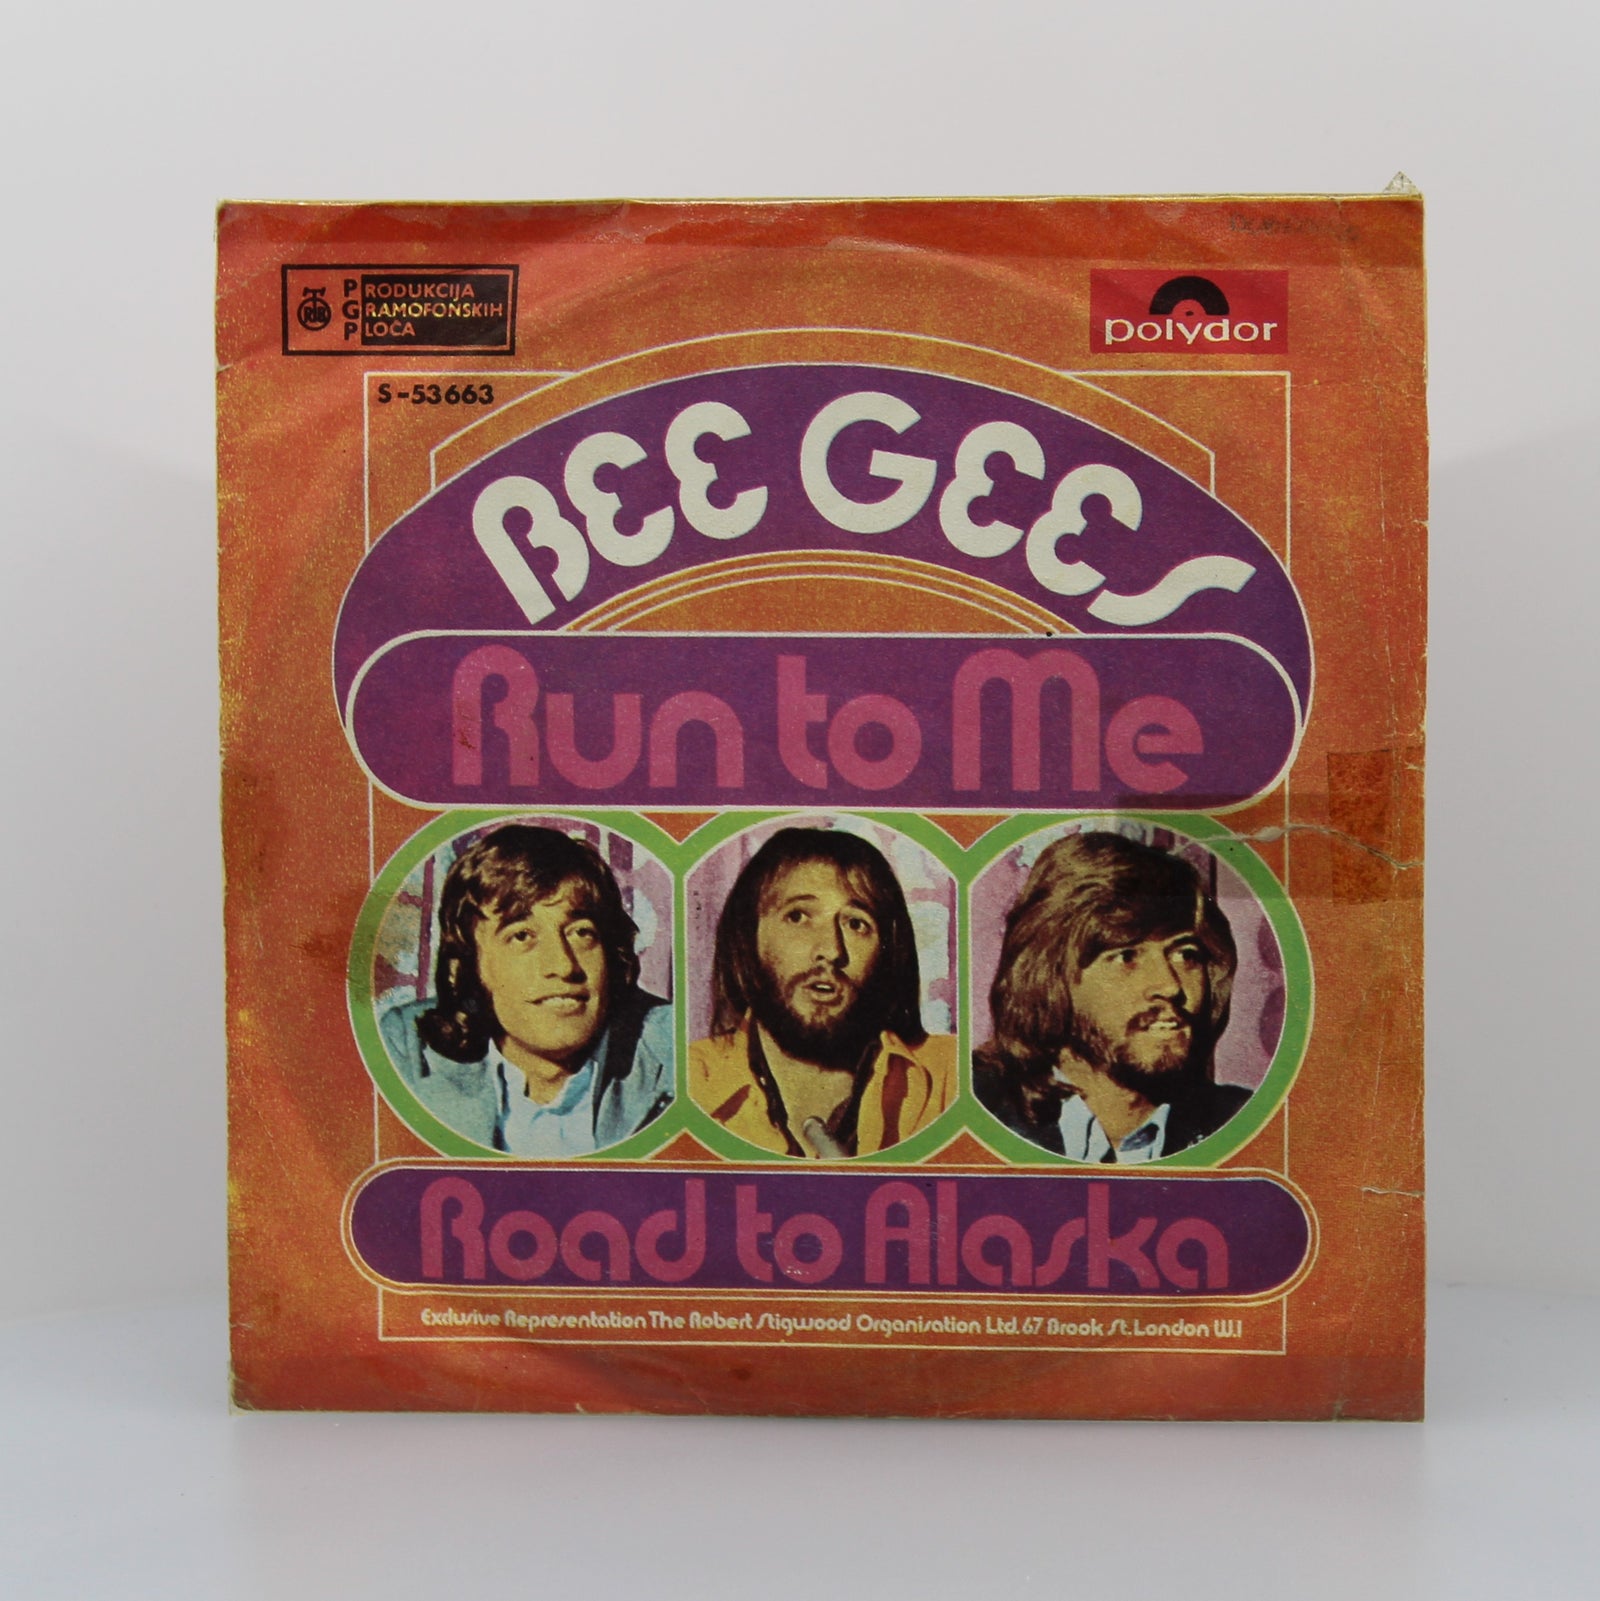 PRODUKCIJA
GRAMOFONSKIH
PLOČA
RTB
polydor
S-53663
BEE GEES
Run to Me
Road to Alaska
Exclusive Representation The Robert Stigwood Organisation Ltd. 67 Brook St. London W.1